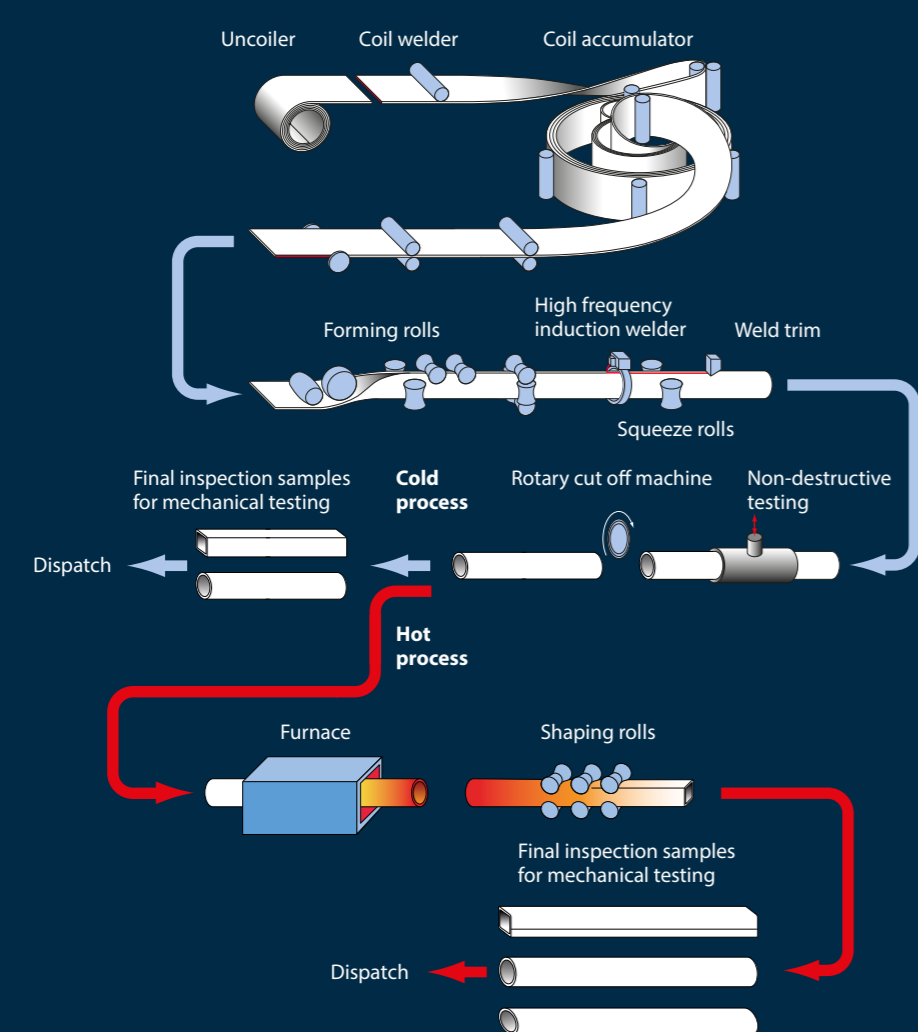 Uncoiler
Coil welder
Coil accumulator
Forming rolls
High frequency
induction welder
Weld trim
Squeeze rolls
Final inspection samples
for mechanical testing
Cold
process
Rotary cut off machine
Non-destructive
testing
Dispatch
Hot
process
Furnace
Shaping rolls
Final inspection samples
for mechanical testing
Dispatch